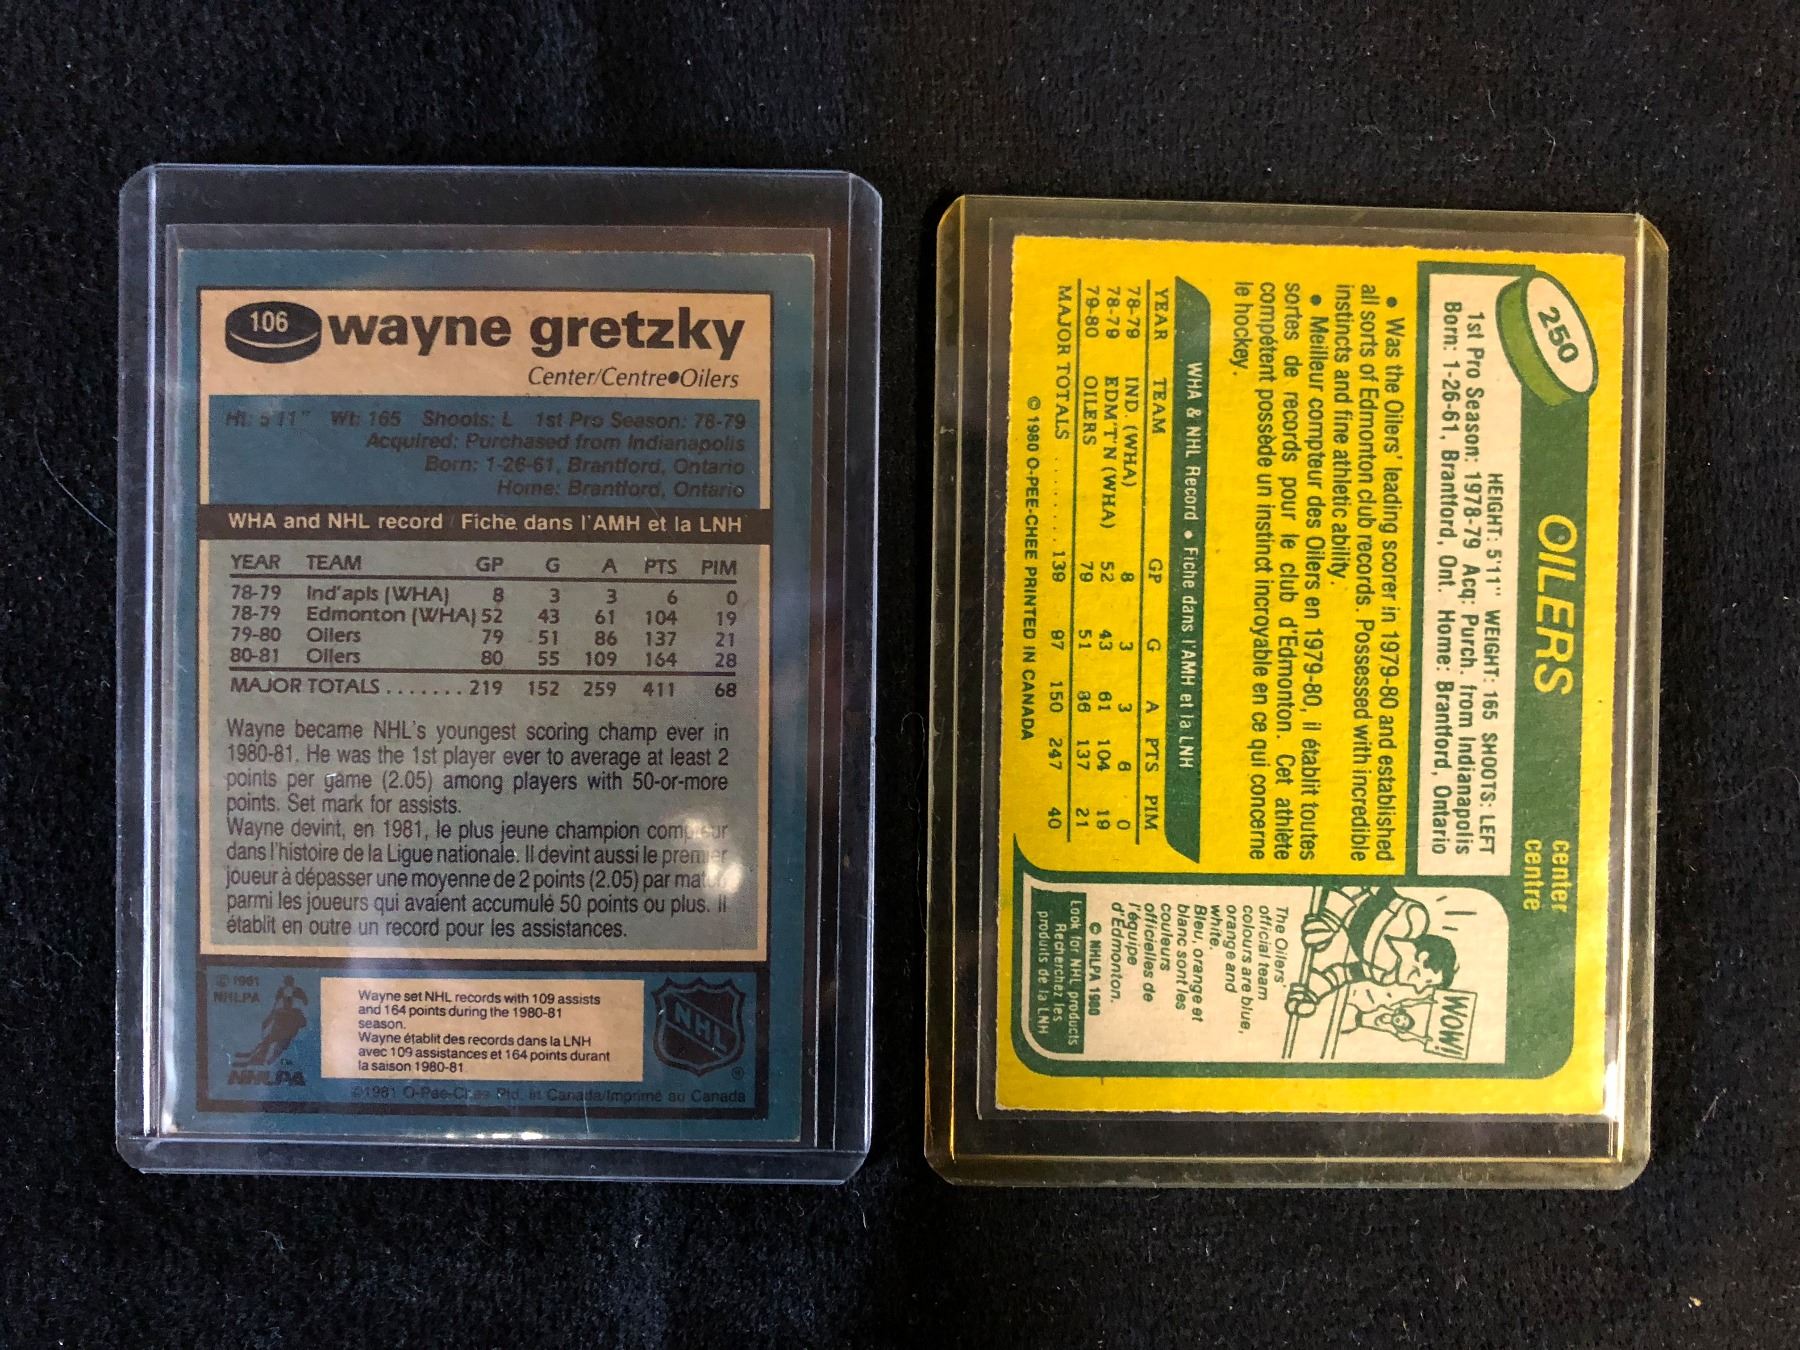 106
wayne gretzky
Center/Centre•Oilers
Ht: 5'11" Wt: 165 Shoots: L 1st Pro Season: 78-79
Acquired: Purchased from Indianapolis
Born: 1-26-61, Brantford, Ontario
Home: Brantford, Ontario
WHA and NHL record / Fiche dans l'AMH et la LNH
YEAR TEAM GP G A PTS PIM
78-79 Ind'apls (WHA) 8 3 3 6 0
78-79 Edmonton (WHA) 52 43 61 104 19
79-80 Oilers 79 51 86 137 21
80-81 Oilers 80 55 109 164 28
MAJOR TOTALS ....... 219 152 259 411 68
Wayne became NHL's youngest scoring champ ever in
1980-81. He was the 1st player ever to average at least 2
points per game (2.05) among players with 50-or-more
points. Set mark for assists.
Wayne devint, en 1981, le plus jeune champion compteur
dans l'histoire de la Ligue nationale. Il devint aussi le premier
joueur à dépasser une moyenne de 2 points (2.05) par match
parmi les joueurs qui avaient accumulé 50 points ou plus. Il
établit en outre un record pour les assistances.
© 1981
NHLPA
NHLPA
Wayne set NHL records with 109 assists
and 164 points during the 1980-81
season.
Wayne établit des records dans la LNH
avec 109 assistances et 164 points durant
la saison 1980-81
NHL
©1981 O-Pee-Chee Ptd. in Canada/Imprimé au Canada
250
OILERS
center
centre
HEIGHT: 5'11" WEIGHT: 165 SHOOTS: LEFT
1st Pro Season: 1978-79 Acq: Purch. from Indianapolis
Born: 1-26-61, Brantford, Ont. Home: Brantford, Ontario
• Was the Oilers' leading scorer in 1979-80 and established
all sorts of Edmonton club records. Possessed with incredible
instincts and fine athletic ability.
• Meilleur compteur des Oilers en 1979-80, il établit toutes
sortes de records pour le club d'Edmonton. Cet athlète
compétent possède un instinct incroyable en ce qui concerne
le hockey.
WHA & NHL Record • Fiche dans l'AMH et la LNH
YEAR TEAM GP G A PTS PIM
78-79 IND. (WHA) 8 3 3 6 0
78-79 EDM'T'N (WHA) 52 43 61 104 19
79-80 OILERS 79 51 86 137 21
MAJOR TOTALS .......... 139 97 150 247 40
© 1980 O-PEE-CHEE PRINTED IN CANADA
WOW!
The Oilers'
official team
colours are blue,
orange and
white.
Bleu, orange et
blanc sont les
couleurs
officielles de
l'équipe
d'Edmonton.
© NHLPA 1980
Look for NHL products
Recherchez les
produits de la LNH